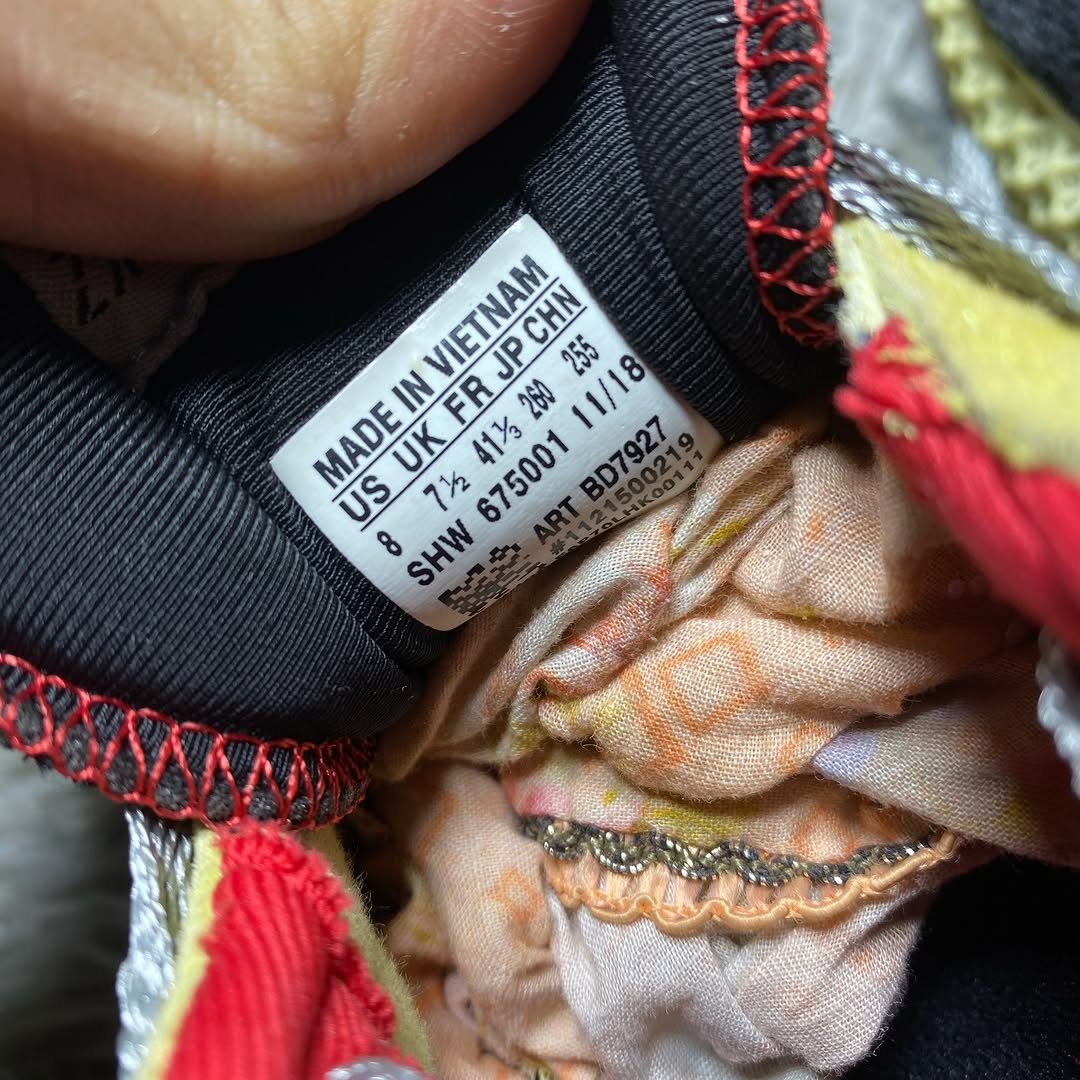 MADE IN VIETNAM
US UK FR JP CHN
8 7½ 41⅓ 260 255
SHW 675001 11/18
ART BD7927
#1121500219